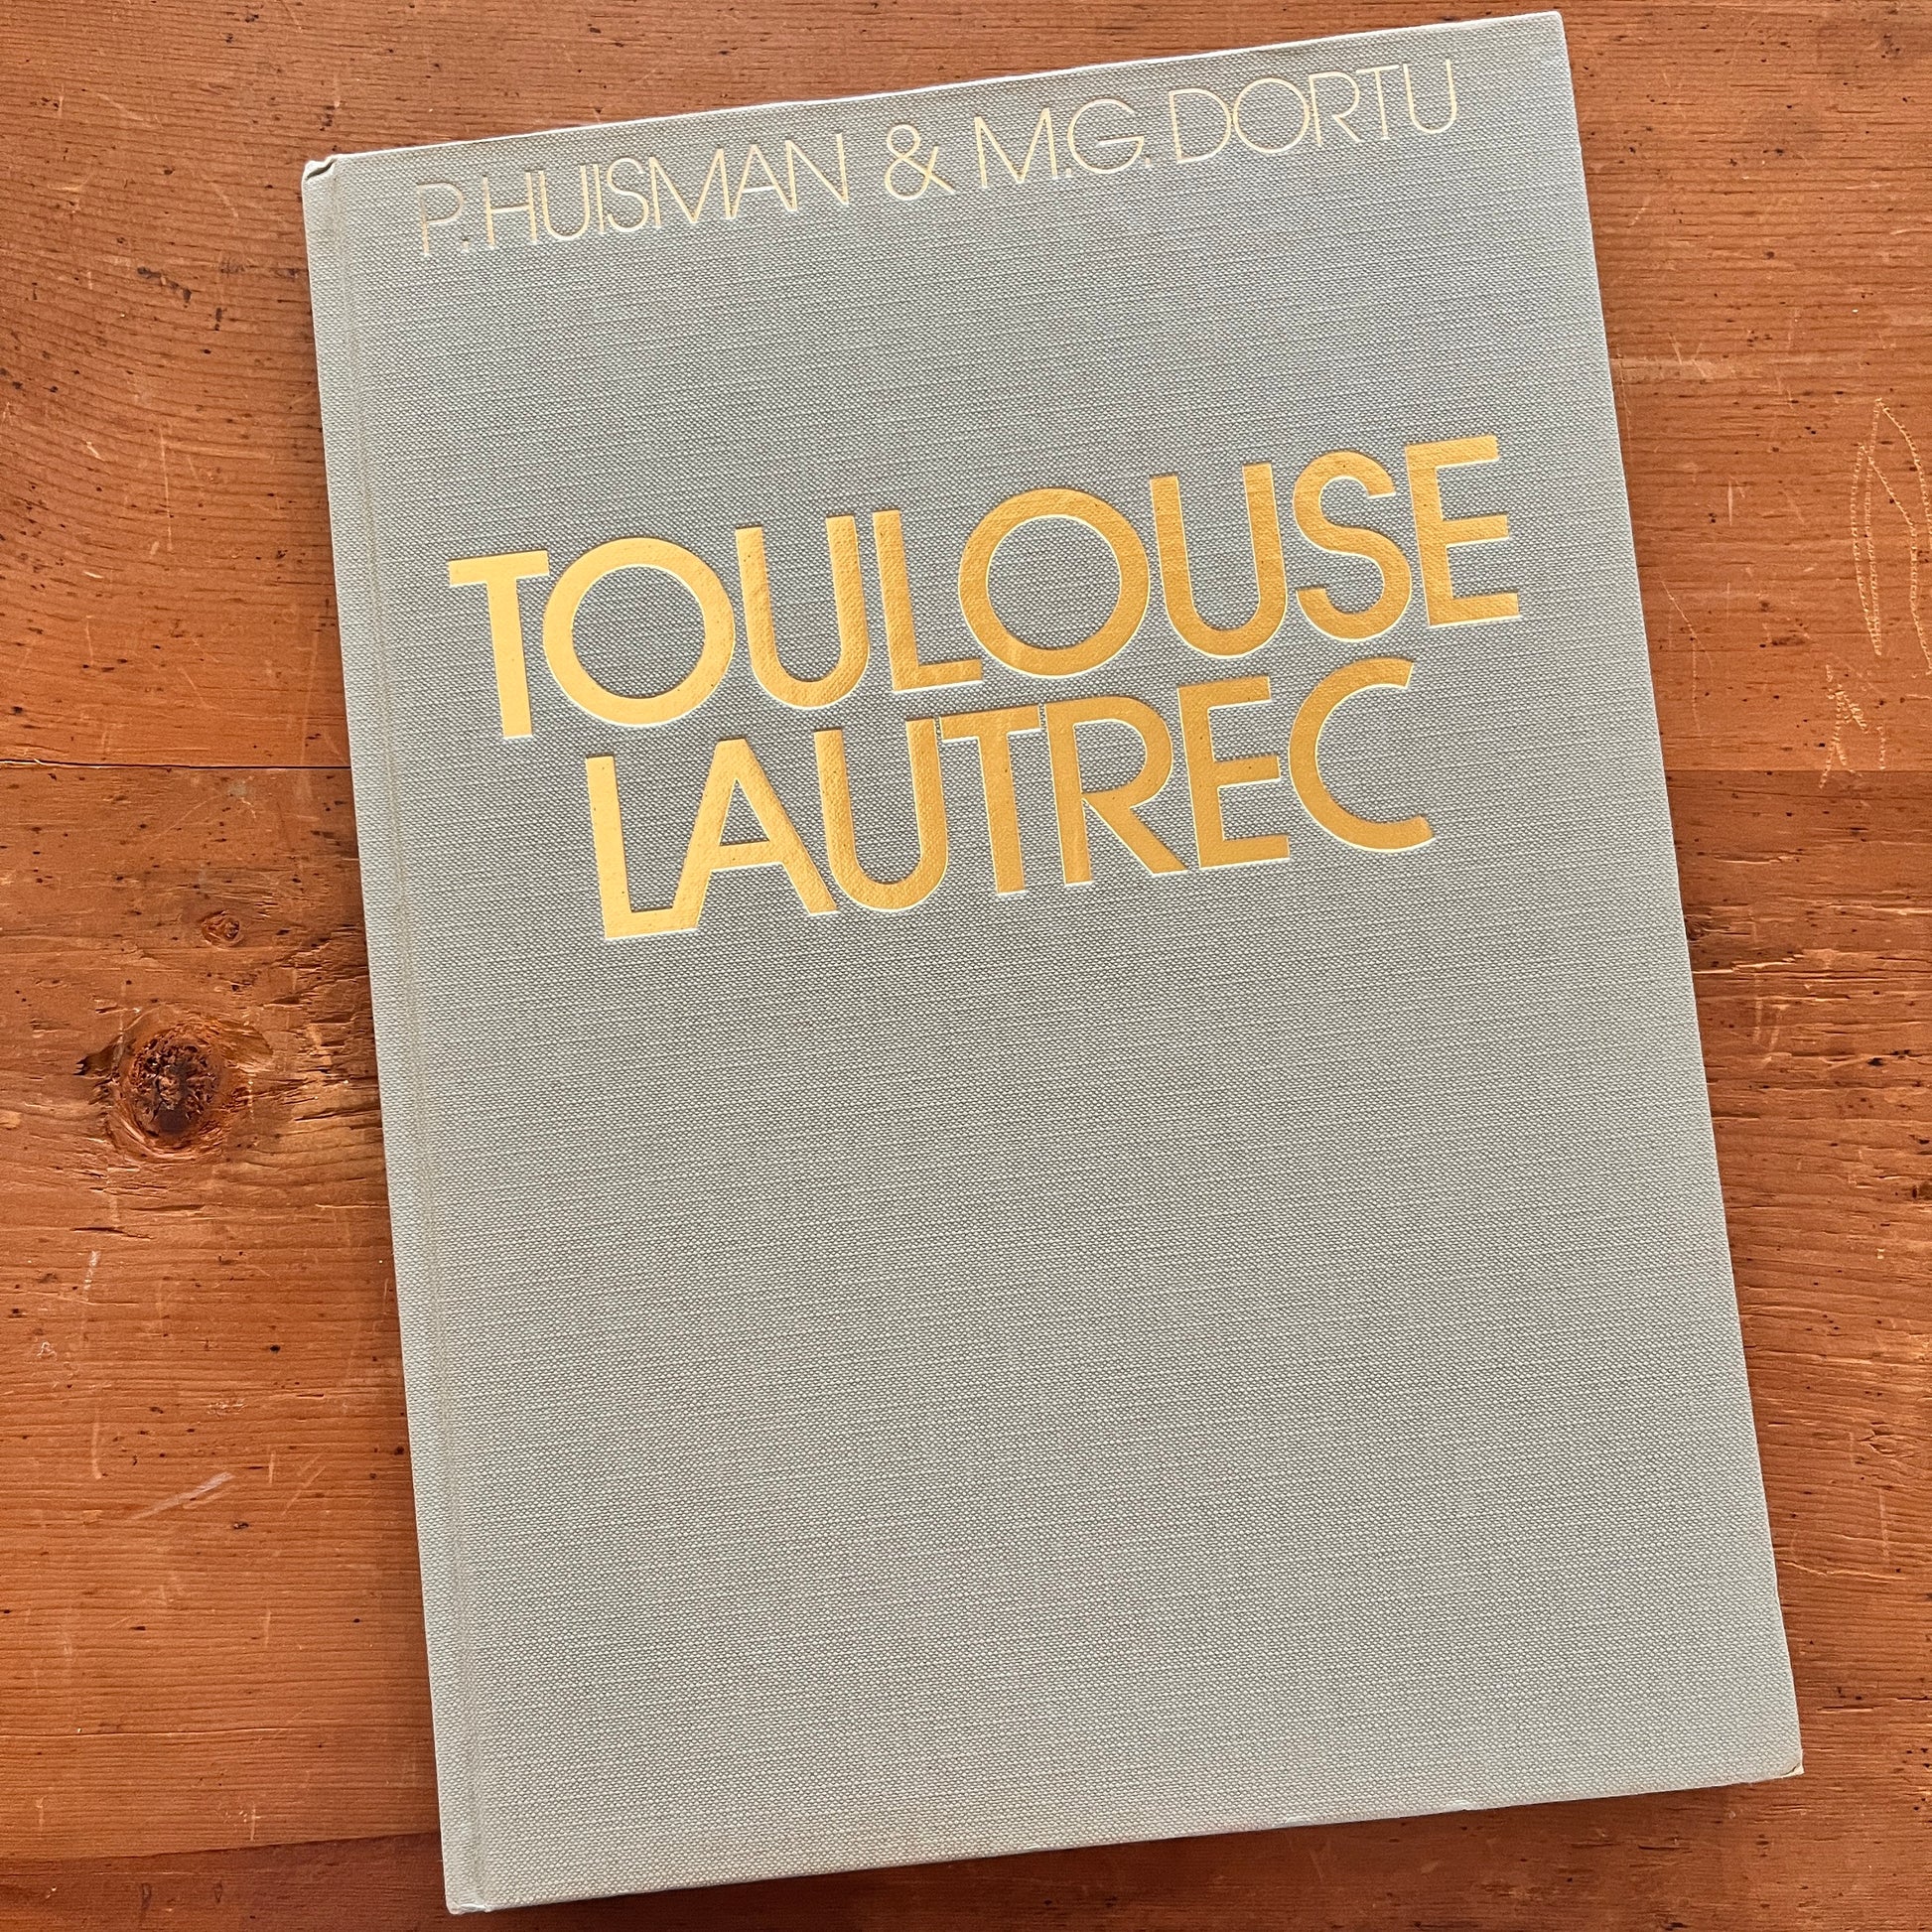 P. HUISMAN & M.G. DORTU
TOULOUSE
LAUTREC